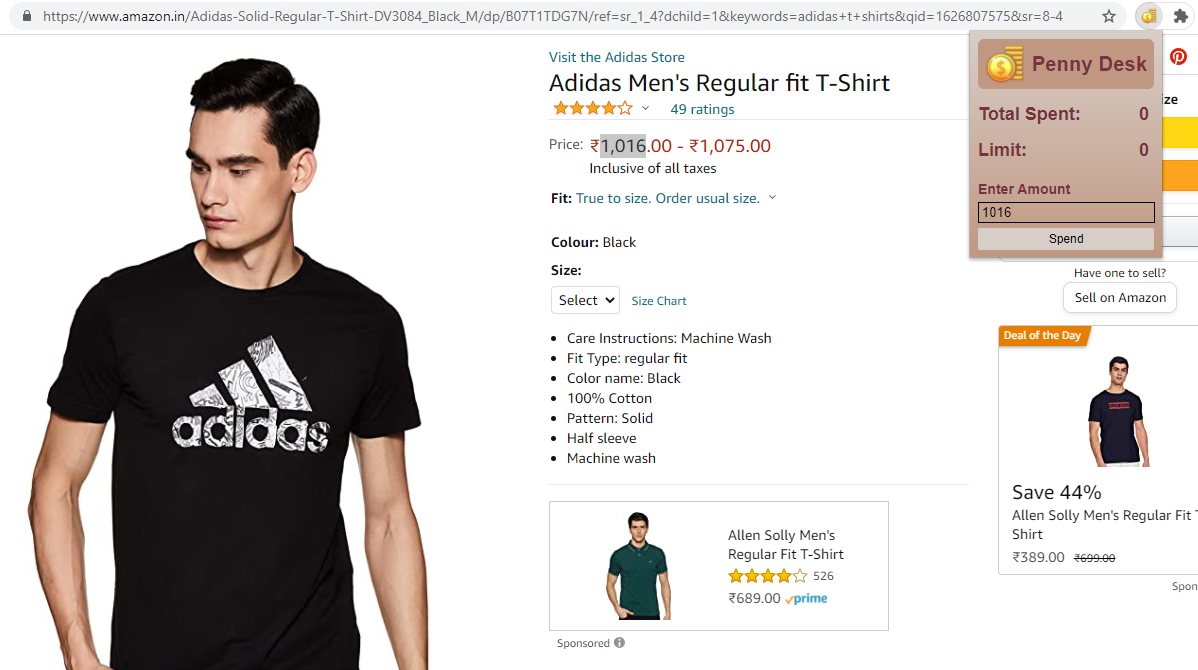 https://www.amazon.in/Adidas-Solid-Regular-T-Shirt-DV3084_Black_M/dp/B07T1TDG7N/ref=sr_1_4?dchild=1&keywords=adidas+t+shirts&qid=1626807575&sr=8-4
Visit the Adidas Store
Adidas Men's Regular fit T-Shirt
49 ratings
Price: ₹1,016.00 - ₹1,075.00
Inclusive of all taxes
Fit: True to size. Order usual size.
Colour: Black
Size:
Select
Size Chart
• Care Instructions: Machine Wash
• Fit Type: regular fit
• Color name: Black
• 100% Cotton
• Pattern: Solid
• Half sleeve
• Machine wash
adidas
Allen Solly Men's
Regular Fit T-Shirt
526
₹689.00 prime
Sponsored
Penny Desk
Total Spent: 0
Limit: 0
Enter Amount
1016
Spend
ize
Have one to sell?
Sell on Amazon
Deal of the Day
Save 44%
Allen Solly Men's Regular Fit T
Shirt
₹389.00 ₹699.00
Spon